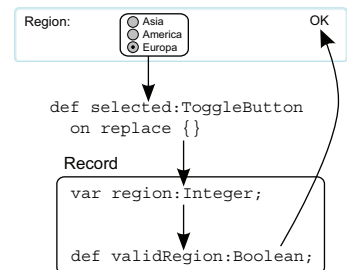 Region:
Asia
OK
America
Europa
def selected:ToggleButton
on replace {}
Record
var region:Integer;
def validRegion:Boolean;